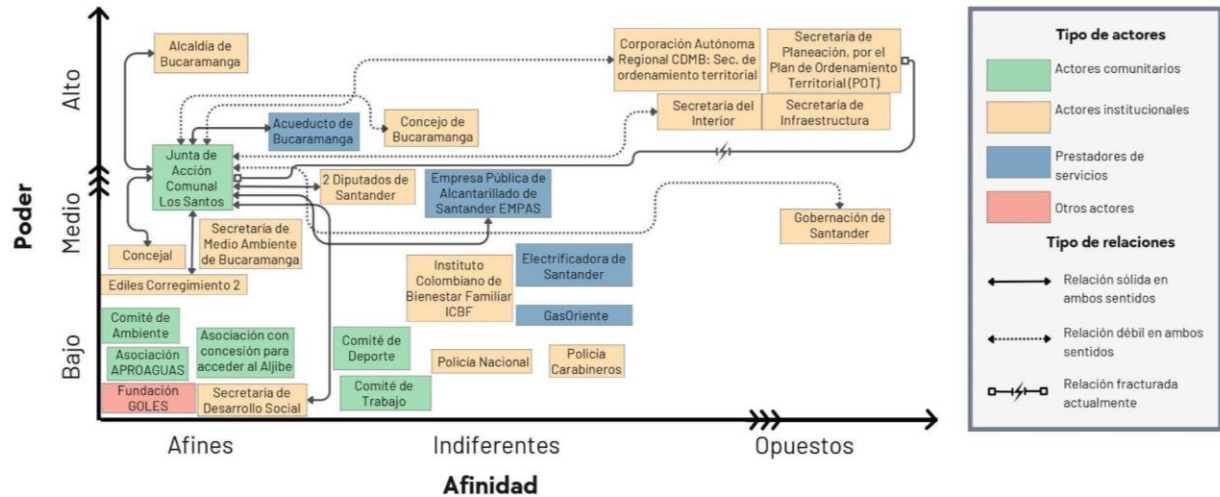 Poder
Alto
Medio
Bajo
Alcaldía de
Bucaramanga
Corporación Autónoma
Regional CDMB: Sec. de
ordenamiento territorial
Secretaría de
Planeación, por el
Plan de Ordenamiento
Territorial (POT)
Acueducto de
Bucaramanga
Concejo de
Bucaramanga
Secretaría del
Interior
Secretaría de
Infraestructura
Junta de
Acción
Comunal
Los Santos
2 Diputados de
Santander
Empresa Pública de
Alcantarillado de
Santander EMPAS
Gobernación de
Santander
Concejal
Secretaría de
Medio Ambiente
de Bucaramanga
Ediles Corregimiento 2
Instituto
Colombiano de
Bienestar Familiar
ICBF
Electrificadora de
Santander
GasOriente
Comité de
Ambiente
Asociación
APROAGUAS
Asociación con
concesión para
acceder al Aljibe
Comité de
Deporte
Policía Nacional
Policía
Carabineros
Fundación
GOLES
Secretaría de
Desarrollo Social
Comité de
Trabajo
Afines
Indiferentes
Opuestos
Afinidad
Tipo de actores
Actores comunitarios
Actores institucionales
Prestadores de
servicios
Otros actores
Tipo de relaciones
Relación sólida en
ambos sentidos
Relación débil en ambos
sentidos
Relación fracturada
actualmente